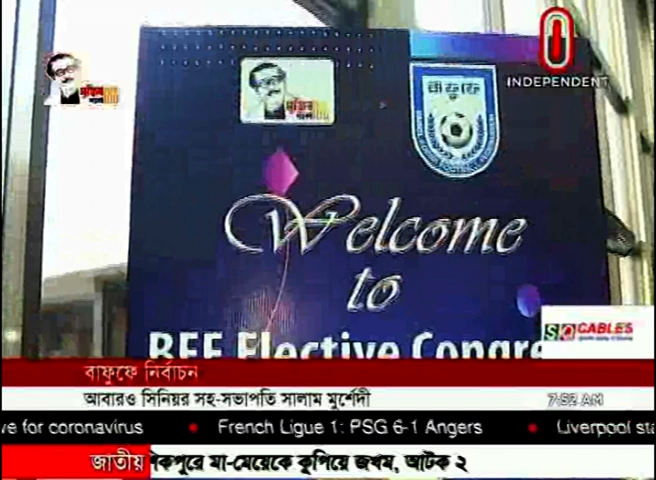 INDEPENDENT
বাফুফে
Welcome
to
BFF Elective Congre
SQ CABLES
বাফুফে নির্বাচন
আবারও সিনিয়র সহ-সভাপতি সালাম মুর্শেদী
7:52 AM
ve for coronavirus • French Ligue 1: PSG 6-1 Angers • Liverpool sta
জাতীয়
িকপুরে মা-মেয়েকে কুপিয়ে জখম, আটক ২